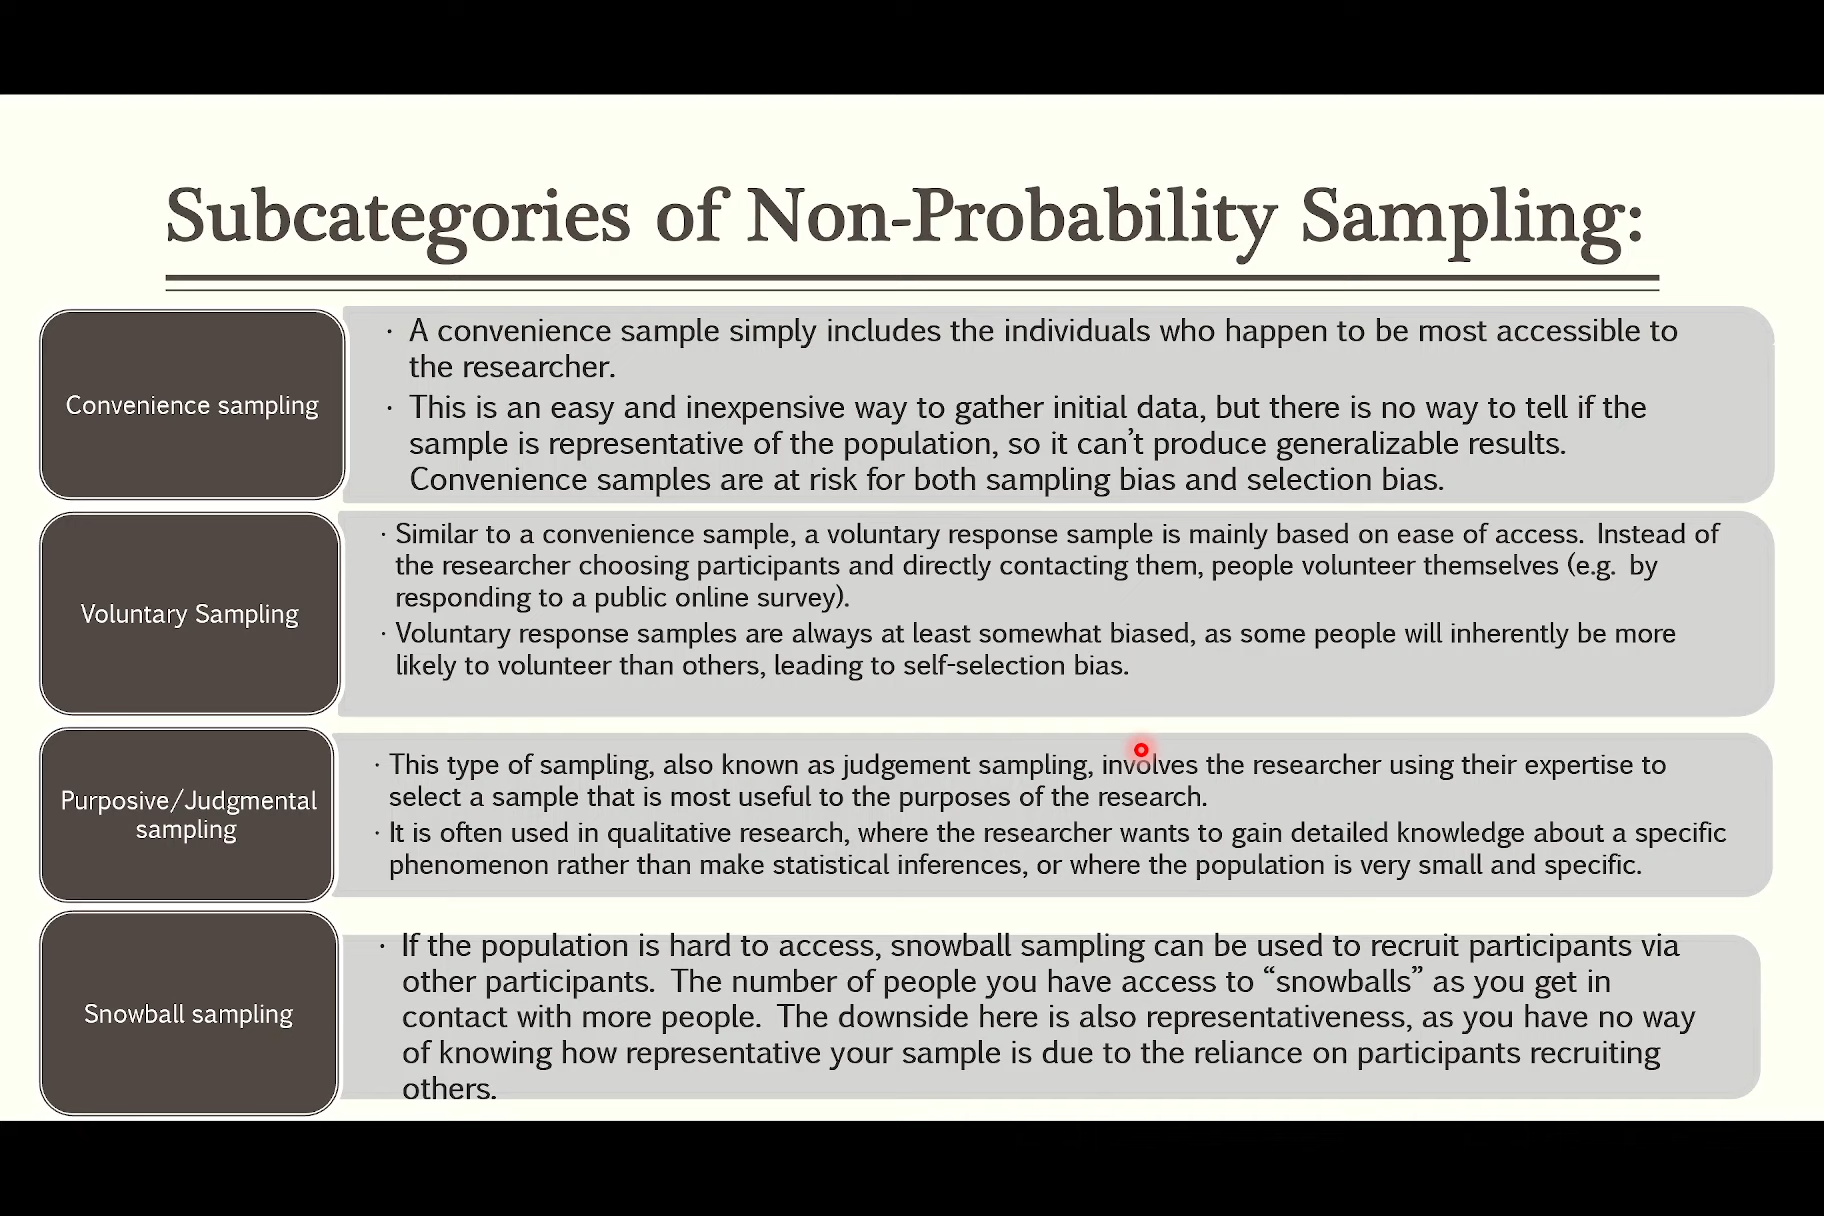 Subcategories of Non-Probability Sampling:
Convenience sampling
· A convenience sample simply includes the individuals who happen to be most accessible to
the researcher.
· This is an easy and inexpensive way to gather initial data, but there is no way to tell if the
sample is representative of the population, so it can’t produce generalizable results.
Convenience samples are at risk for both sampling bias and selection bias.
Voluntary Sampling
· Similar to a convenience sample, a voluntary response sample is mainly based on ease of access. Instead of
the researcher choosing participants and directly contacting them, people volunteer themselves (e.g. by
responding to a public online survey).
· Voluntary response samples are always at least somewhat biased, as some people will inherently be more
likely to volunteer than others, leading to self-selection bias.
Purposive/Judgmental
sampling
· This type of sampling, also known as judgement sampling, involves the researcher using their expertise to
select a sample that is most useful to the purposes of the research.
· It is often used in qualitative research, where the researcher wants to gain detailed knowledge about a specific
phenomenon rather than make statistical inferences, or where the population is very small and specific.
Snowball sampling
· If the population is hard to access, snowball sampling can be used to recruit participants via
other participants. The number of people you have access to “snowballs” as you get in
contact with more people. The downside here is also representativeness, as you have no way
of knowing how representative your sample is due to the reliance on participants recruiting
others.